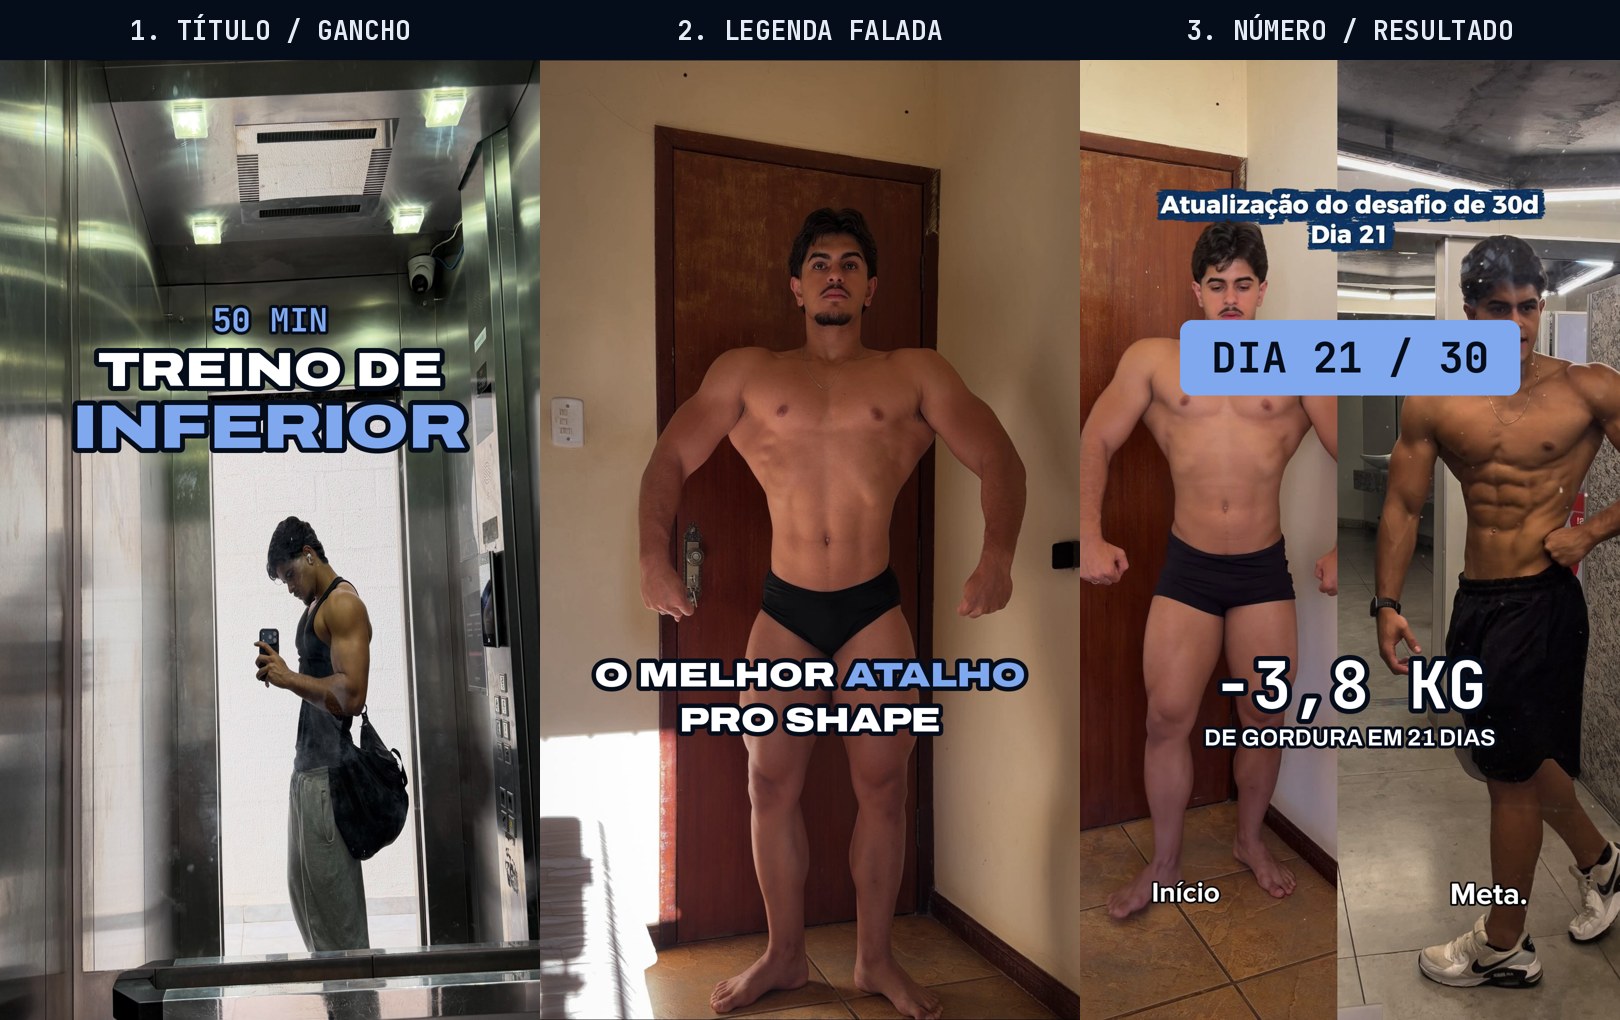 1. TÍTULO / GANCHO
50 MIN
TREINO DE
INFERIOR
2. LEGENDA FALADA
O MELHOR ATALHO
PRO SHAPE
3. NÚMERO / RESULTADO
Atualização do desafio de 30d
Dia 21
DIA 21 / 30
-3,8 KG
DE GORDURA EM 21 DIAS
Início
Meta.